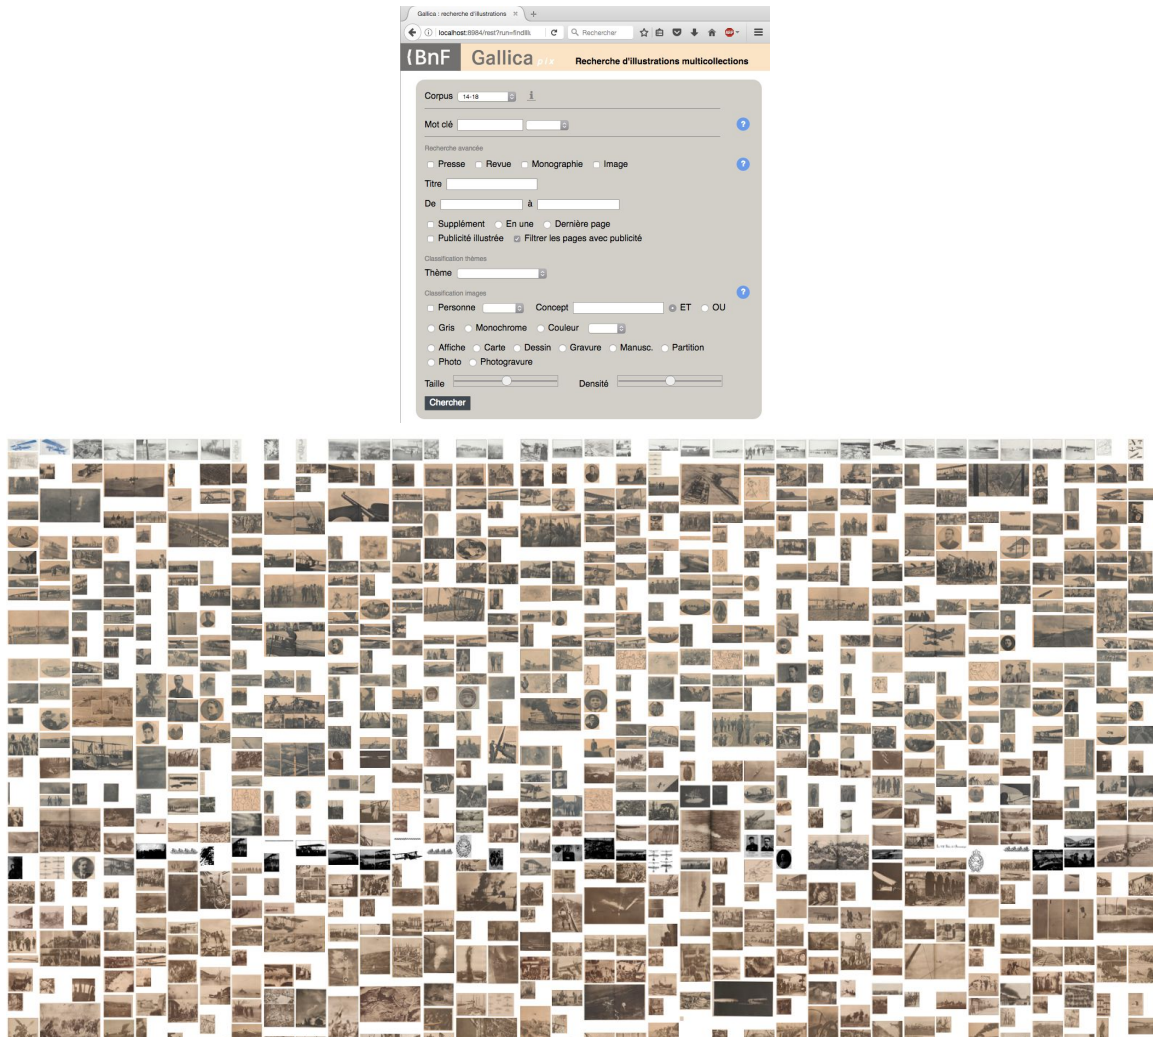 Gallica : recherche d'illustrations × +
localhost:8984/rest?run=findIllu Rechercher
BnF Gallica pix Recherche d'illustrations multicollections
Corpus 14-18 i
Mot clé ?
Recherche avancée
Presse Revue Monographie Image ?
Titre
De à
Supplément En une Dernière page
Publicité illustrée Filtrer les pages avec publicité
Classification thèmes
Thème
Classification images ?
Personne Concept ET OU
Gris Monochrome Couleur
Affiche Carte Dessin Gravure Manusc. Partition
Photo Photogravure
Taille Densité
Chercher